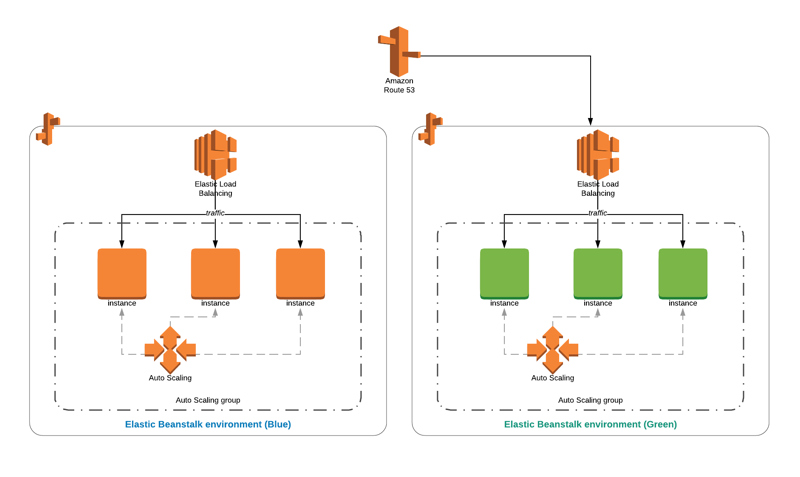 Amazon
Route 53
Elastic Load
Balancing
traffic
instance
instance
instance
Auto Scaling
Auto Scaling group
Elastic Beanstalk environment (Blue)
Elastic Load
Balancing
traffic
instance
instance
instance
Auto Scaling
Auto Scaling group
Elastic Beanstalk environment (Green)